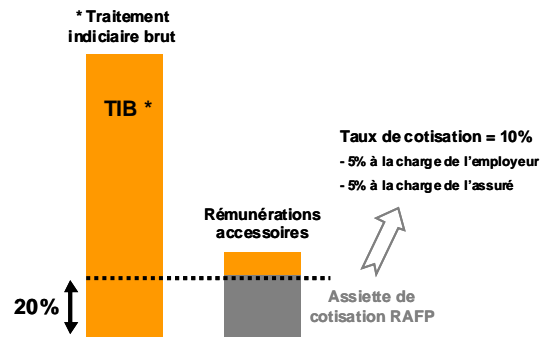 * Traitement
indiciaire brut
TIB *
Taux de cotisation = 10%
- 5% à la charge de l'employeur
- 5% à la charge de l'assuré
Rémunérations
accessoires
20%
Assiette de
cotisation RAFP